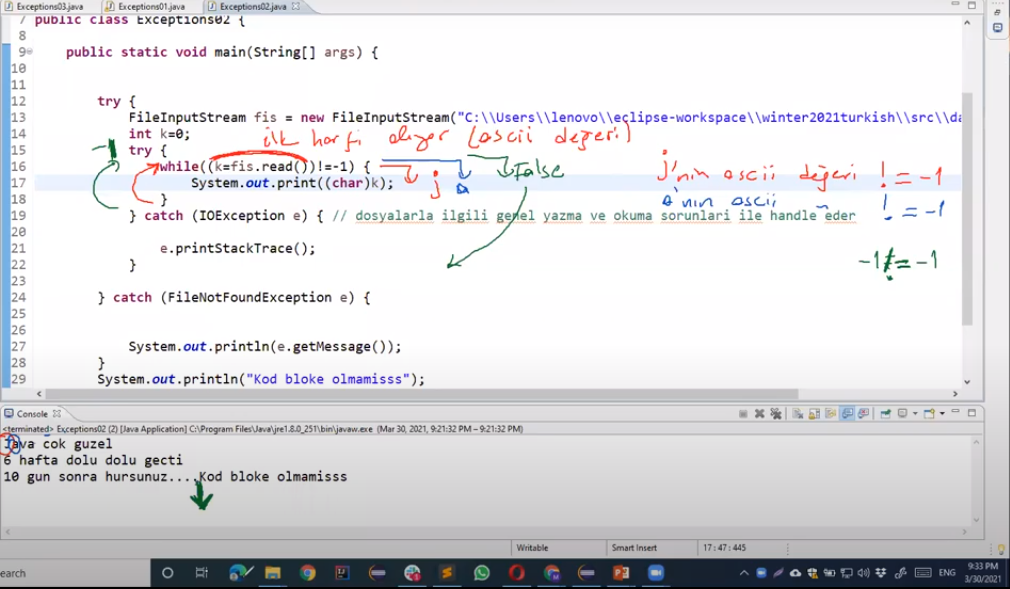 Exceptions03.java Exceptions01.java Exceptions02.java
7 public class Exceptions02 {
8
9 public static void main(String[] args) {
10
11
12 try {
13 FileInputStream fis = new FileInputStream("C:\\Users\\lenovo\\eclipse-workspace\\winter2021turkish\\src\\da
14 int k=0;
ilk harfi alıyor (ascii değeri)
15 try {
-1
16 while((k=fis.read())!=-1) {
False
j'nin ascii değeri != -1
17 System.out.print((char)k);
j a
18 }
a'nın ascii " != -1
19 } catch (IOException e) { // dosyalarla ilgili genel yazma ve okuma sorunlari ile handle eder
20
21 e.printStackTrace();
-1 != -1
22 }
23
24 } catch (FileNotFoundException e) {
25
26
27 System.out.println(e.getMessage());
28 }
29 System.out.println("Kod bloke olmamisss");
Console
<terminated> Exceptions02 (2) [Java Application] C:\Program Files\Java\jre1.8.0_251\bin\javaw.exe (Mar 30, 2021, 9:21:32 PM – 9:21:32 PM)
Java cok guzel
6 hafta dolu dolu gecti
10 gun sonra hursunuz....Kod bloke olmamisss
Writable Smart Insert 17 : 47 : 445
earch ENG 9:33 PM
3/30/2021